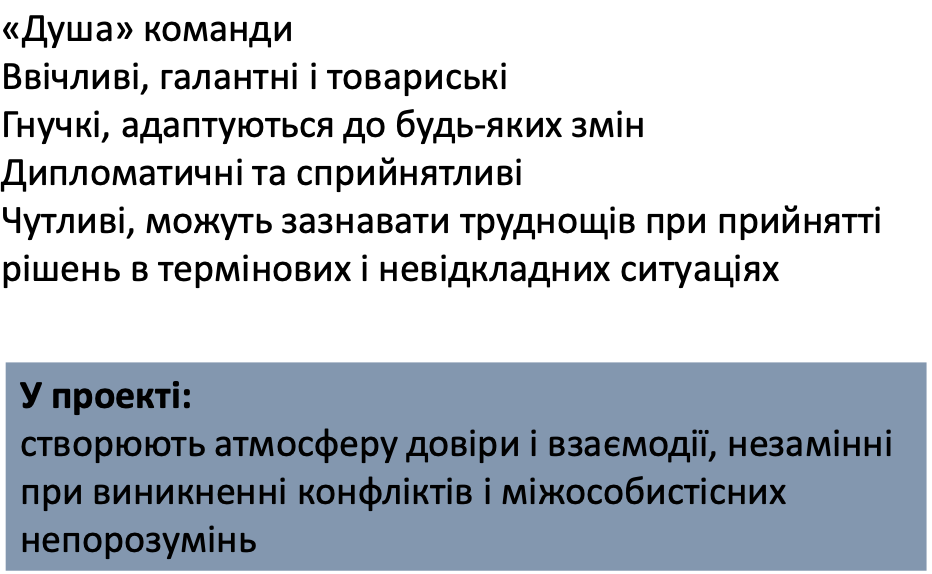 «Душа» команди
Ввічливі, галантні і товариські
Гнучкі, адаптуються до будь-яких змін
Дипломатичні та сприйнятливі
Чутливі, можуть зазнавати труднощів при прийнятті
рішень в термінових і невідкладних ситуаціях
У проекті:
створюють атмосферу довіри і взаємодії, незамінні
при виникненні конфліктів і міжособистісних
непорозумінь